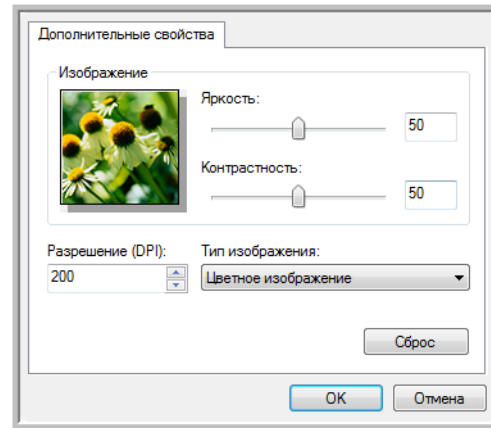 Дополнительные свойства
Изображение
Яркость:
50
Контрастность:
50
Разрешение (DPI):
Тип изображения:
200
Цветное изображение
Сброс
OK
Отмена